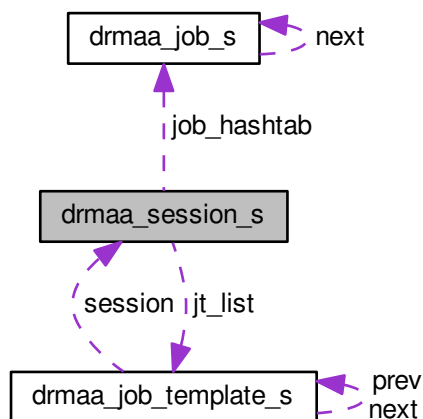 drmaa_job_s
next
job_hashtab
drmaa_session_s
session
jt_list
drmaa_job_template_s
prev
next